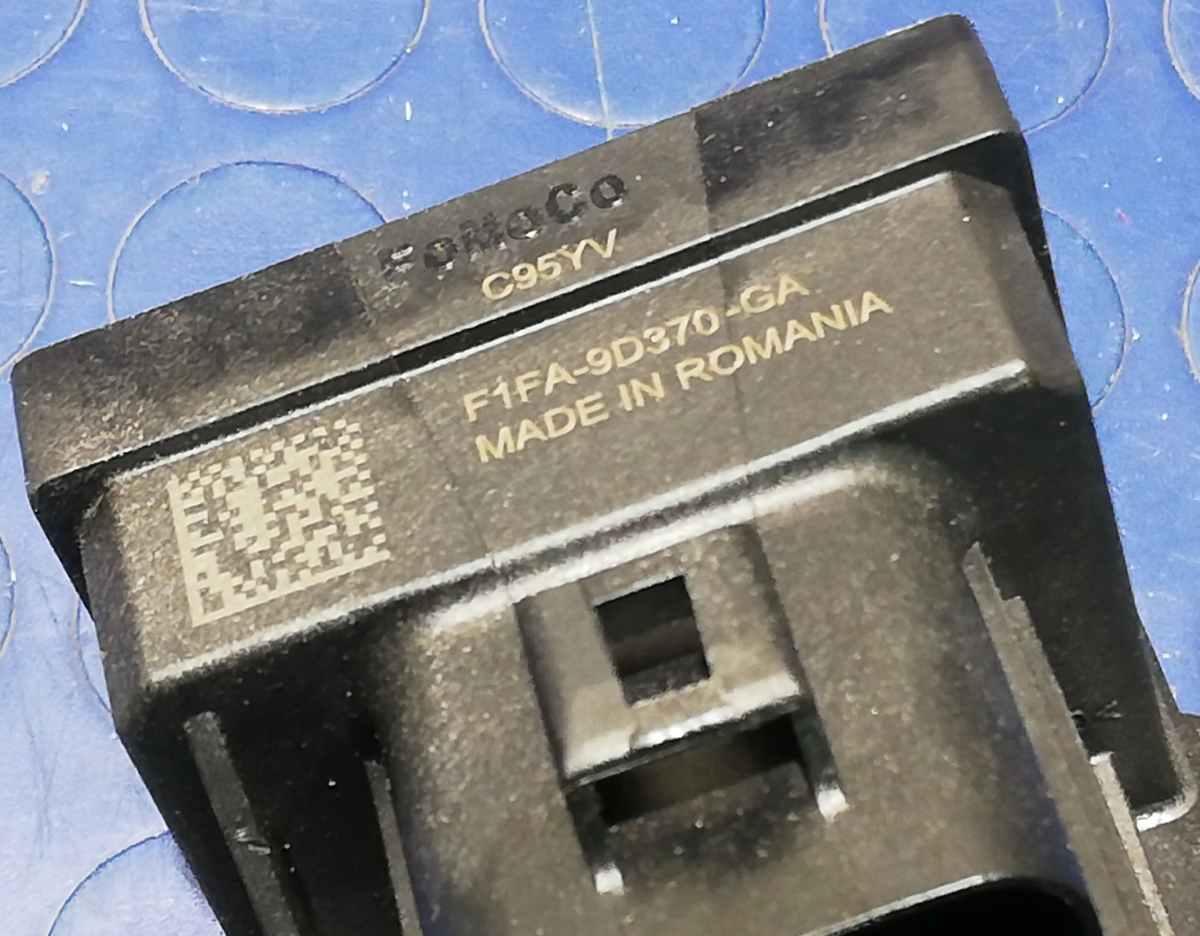 FoMoCo
C95YV
F1FA-9D370-GA
MADE IN ROMANIA